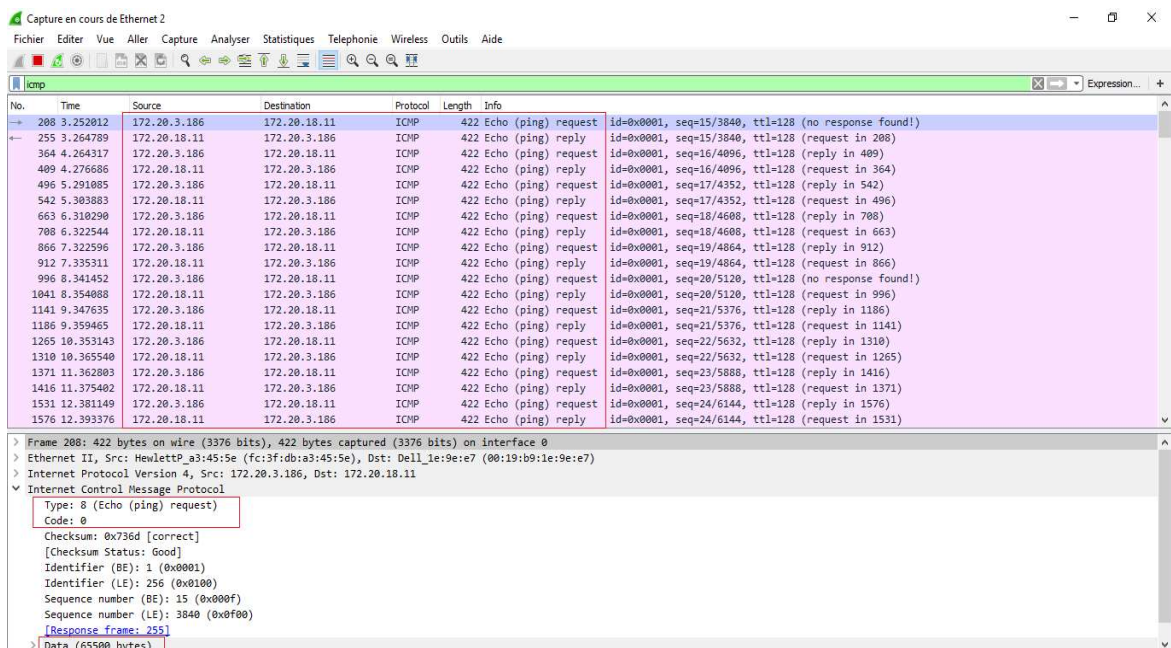 Capture en cours de Ethernet 2
Fichier Editer Vue Aller Capture Analyser Statistiques Telephonie Wireless Outils Aide
icmp Expression... +
No. Time Source Destination Protocol Length Info
208 3.252012 172.20.3.186 172.20.18.11 ICMP 422 Echo (ping) request id=0x0001, seq=15/3840, ttl=128 (no response found!)
255 3.264789 172.20.18.11 172.20.3.186 ICMP 422 Echo (ping) reply id=0x0001, seq=15/3840, ttl=128 (request in 208)
364 4.264317 172.20.3.186 172.20.18.11 ICMP 422 Echo (ping) request id=0x0001, seq=16/4096, ttl=128 (reply in 409)
409 4.276686 172.20.18.11 172.20.3.186 ICMP 422 Echo (ping) reply id=0x0001, seq=16/4096, ttl=128 (request in 364)
496 5.291085 172.20.3.186 172.20.18.11 ICMP 422 Echo (ping) request id=0x0001, seq=17/4352, ttl=128 (reply in 542)
542 5.303883 172.20.18.11 172.20.3.186 ICMP 422 Echo (ping) reply id=0x0001, seq=17/4352, ttl=128 (request in 496)
663 6.310290 172.20.3.186 172.20.18.11 ICMP 422 Echo (ping) request id=0x0001, seq=18/4608, ttl=128 (reply in 708)
708 6.322544 172.20.18.11 172.20.3.186 ICMP 422 Echo (ping) reply id=0x0001, seq=18/4608, ttl=128 (request in 663)
866 7.322596 172.20.3.186 172.20.18.11 ICMP 422 Echo (ping) request id=0x0001, seq=19/4864, ttl=128 (reply in 912)
912 7.335311 172.20.18.11 172.20.3.186 ICMP 422 Echo (ping) reply id=0x0001, seq=19/4864, ttl=128 (request in 866)
996 8.341452 172.20.3.186 172.20.18.11 ICMP 422 Echo (ping) request id=0x0001, seq=20/5120, ttl=128 (no response found!)
1041 8.354088 172.20.18.11 172.20.3.186 ICMP 422 Echo (ping) reply id=0x0001, seq=20/5120, ttl=128 (request in 996)
1141 9.347635 172.20.3.186 172.20.18.11 ICMP 422 Echo (ping) request id=0x0001, seq=21/5376, ttl=128 (reply in 1186)
1186 9.359465 172.20.18.11 172.20.3.186 ICMP 422 Echo (ping) reply id=0x0001, seq=21/5376, ttl=128 (request in 1141)
1265 10.353143 172.20.3.186 172.20.18.11 ICMP 422 Echo (ping) request id=0x0001, seq=22/5632, ttl=128 (reply in 1310)
1310 10.365540 172.20.18.11 172.20.3.186 ICMP 422 Echo (ping) reply id=0x0001, seq=22/5632, ttl=128 (request in 1265)
1371 11.362803 172.20.3.186 172.20.18.11 ICMP 422 Echo (ping) request id=0x0001, seq=23/5888, ttl=128 (reply in 1416)
1416 11.375402 172.20.18.11 172.20.3.186 ICMP 422 Echo (ping) reply id=0x0001, seq=23/5888, ttl=128 (request in 1371)
1531 12.381149 172.20.3.186 172.20.18.11 ICMP 422 Echo (ping) request id=0x0001, seq=24/6144, ttl=128 (reply in 1576)
1576 12.393376 172.20.18.11 172.20.3.186 ICMP 422 Echo (ping) reply id=0x0001, seq=24/6144, ttl=128 (request in 1531)
Frame 208: 422 bytes on wire (3376 bits), 422 bytes captured (3376 bits) on interface 0
Ethernet II, Src: HewlettP_a3:45:5e (fc:3f:db:a3:45:5e), Dst: Dell_1e:9e:e7 (00:19:b9:1e:9e:e7)
Internet Protocol Version 4, Src: 172.20.3.186, Dst: 172.20.18.11
Internet Control Message Protocol
Type: 8 (Echo (ping) request)
Code: 0
Checksum: 0x736d [correct]
[Checksum Status: Good]
Identifier (BE): 1 (0x0001)
Identifier (LE): 256 (0x0100)
Sequence number (BE): 15 (0x000f)
Sequence number (LE): 3840 (0x0f00)
[Response frame: 255]
Data (65500 bytes)